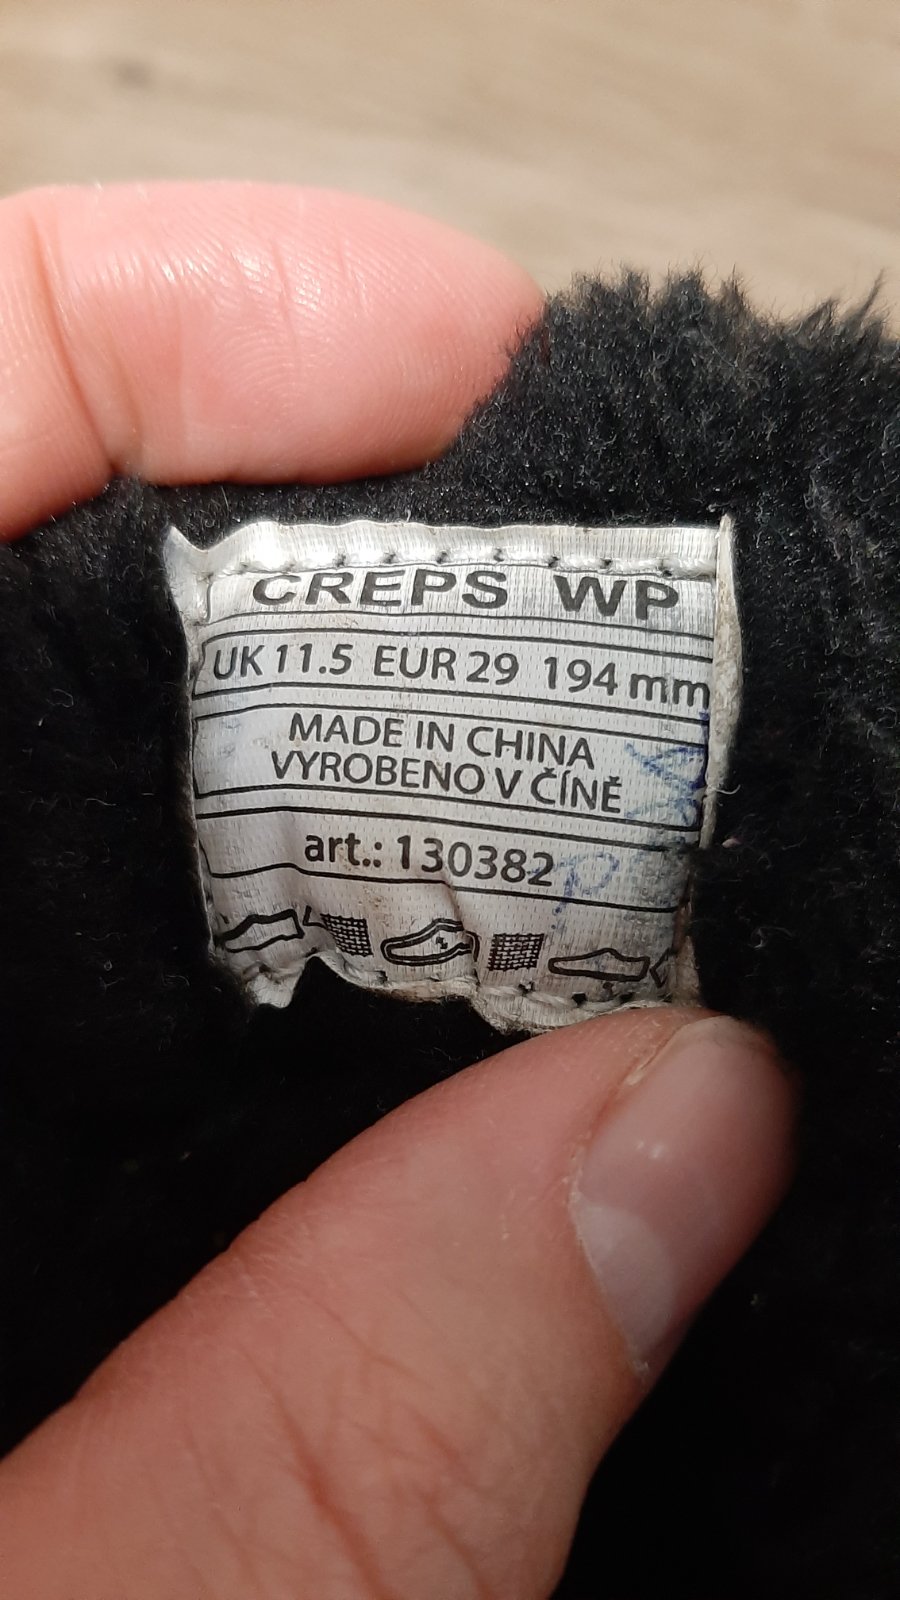 CREPS WP
UK 11.5 EUR 29 194 mm
MADE IN CHINA
VYROBENO V ČÍNĚ
art.: 130382